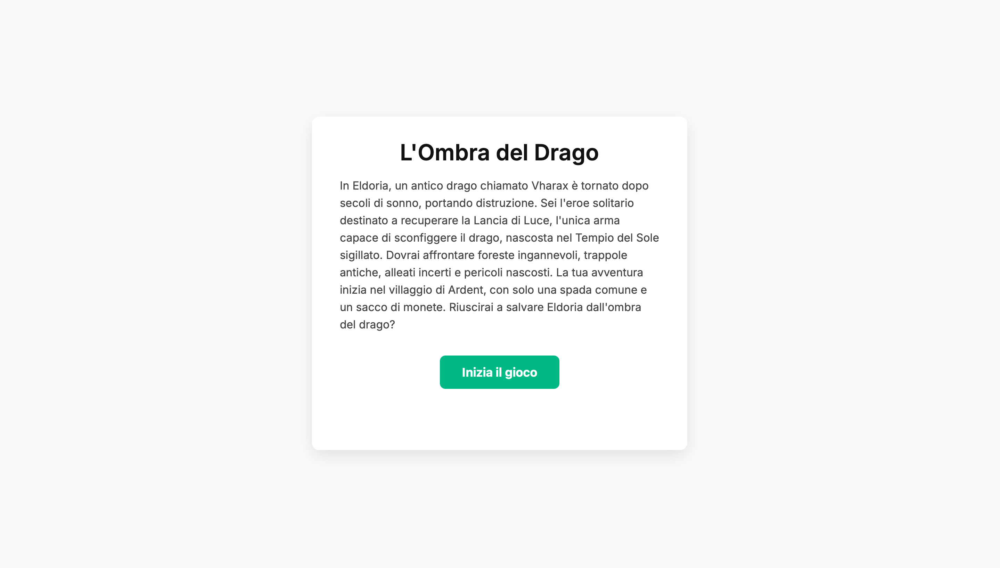 L'Ombra del Drago
In Eldoria, un antico drago chiamato Vharax è tornato dopo
secoli di sonno, portando distruzione. Sei l'eroe solitario
destinato a recuperare la Lancia di Luce, l'unica arma
capace di sconfiggere il drago, nascosta nel Tempio del Sole
sigillato. Dovrai affrontare foreste ingannevoli, trappole
antiche, alleati incerti e pericoli nascosti. La tua avventura
inizia nel villaggio di Ardent, con solo una spada comune e
un sacco di monete. Riuscirai a salvare Eldoria dall'ombra
del drago?
Inizia il gioco